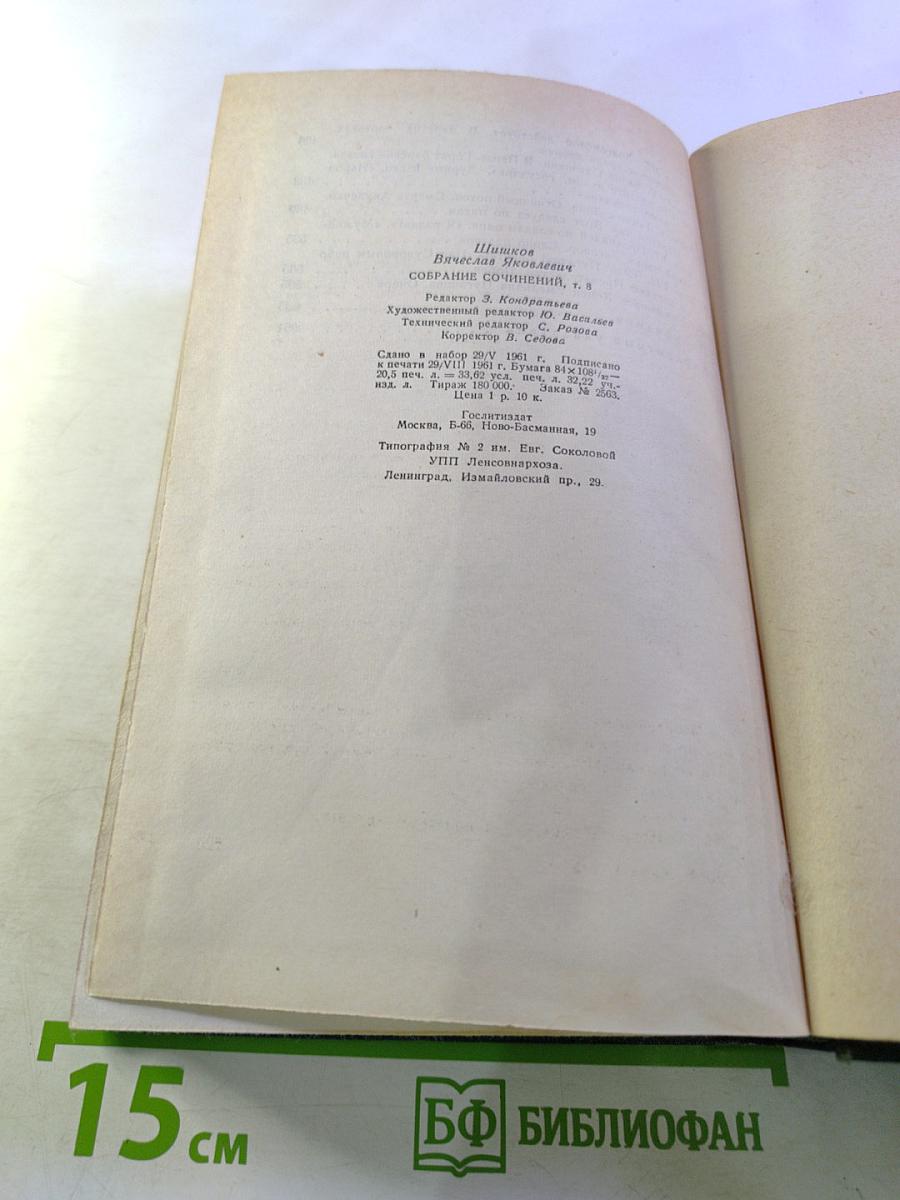 Шишков
Вячеслав Яковлевич
СОБРАНИЕ СОЧИНЕНИЙ, т. 8
Редактор З. Кондратьева
Художественный редактор Ю. Васильев
Технический редактор С. Розова
Корректор В. Седова
Сдано в набор 29/V 1961 г. Подписано
к печати 29/VIII 1961 г. Бумага 84×108¹/₃₂—
20,5 печ. л. = 33,62 усл. печ. л. 32,22 уч.-
изд. л. Тираж 180 000. Заказ № 2563.
Цена 1 р. 10 к.
Гослитиздат
Москва, Б-66, Ново-Басманная, 19
Типография № 2 им. Евг. Соколовой
УПП Ленсовнархоза.
Ленинград, Измайловский пр., 29.
15 см
БФ БИБЛИОФАН